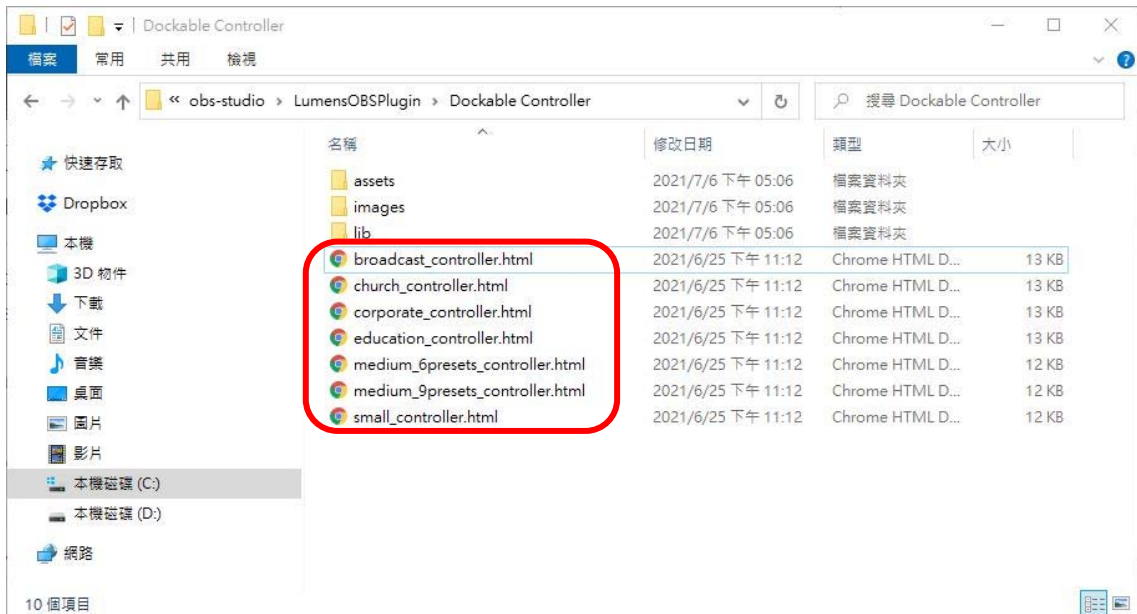 Dockable Controller
檔案 常用 共用 檢視
« obs-studio › LumensOBSPlugin › Dockable Controller 搜尋 Dockable Controller
名稱 修改日期 類型 大小
快速存取
Dropbox
本機
3D 物件
下載
文件
音樂
桌面
圖片
影片
本機磁碟 (C:)
本機磁碟 (D:)
網路
assets 2021/7/6 下午 05:06 檔案資料夾
images 2021/7/6 下午 05:06 檔案資料夾
lib 2021/7/6 下午 05:06 檔案資料夾
broadcast_controller.html 2021/6/25 下午 11:12 Chrome HTML D... 13 KB
church_controller.html 2021/6/25 下午 11:12 Chrome HTML D... 13 KB
corporate_controller.html 2021/6/25 下午 11:12 Chrome HTML D... 13 KB
education_controller.html 2021/6/25 下午 11:12 Chrome HTML D... 13 KB
medium_6presets_controller.html 2021/6/25 下午 11:12 Chrome HTML D... 12 KB
medium_9presets_controller.html 2021/6/25 下午 11:12 Chrome HTML D... 12 KB
small_controller.html 2021/6/25 下午 11:12 Chrome HTML D... 12 KB
10 個項目